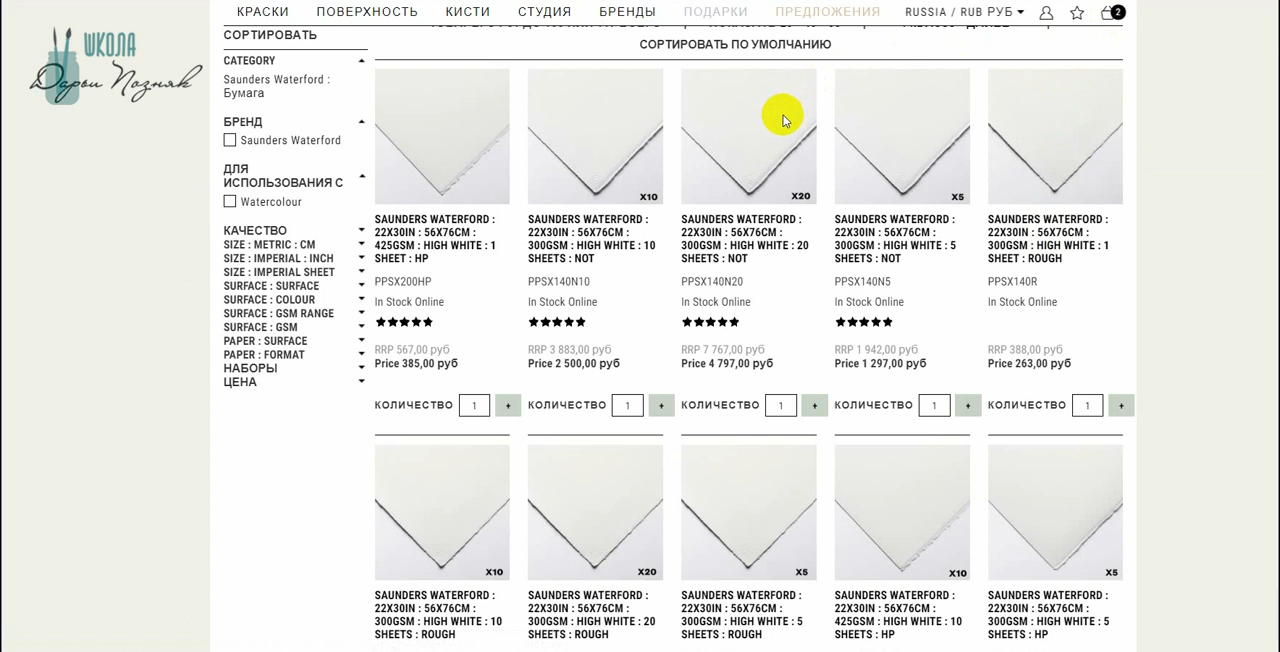 КРАСКИ ПОВЕРХНОСТЬ КИСТИ СТУДИЯ БРЕНДЫ ПОДАРКИ ПРЕДЛОЖЕНИЯ RUSSIA / RUB РУБ 2
ШКОЛА
Дарьи Позняк
СОРТИРОВАТЬ
CATEGORY
Saunders Waterford :
Бумага
БРЕНД
Saunders Waterford
ДЛЯ
ИСПОЛЬЗОВАНИЯ С
Watercolour
КАЧЕСТВО
SIZE : METRIC : CM
SIZE : IMPERIAL : INCH
SIZE : IMPERIAL SHEET
SURFACE : SURFACE
SURFACE : COLOUR
SURFACE : GSM RANGE
SURFACE : GSM
PAPER : SURFACE
PAPER : FORMAT
НАБОРЫ
ЦЕНА
СОРТИРОВАТЬ ПО УМОЛЧАНИЮ
SAUNDERS WATERFORD :
22X30IN : 56X76CM :
425GSM : HIGH WHITE : 1
SHEET : HP
PPSX200HP
In Stock Online
RRP 567,00 руб
Price 385,00 руб
КОЛИЧЕСТВО 1 +
X10
SAUNDERS WATERFORD :
22X30IN : 56X76CM :
300GSM : HIGH WHITE : 10
SHEETS : NOT
PPSX140N10
In Stock Online
RRP 3 883,00 руб
Price 2 500,00 руб
КОЛИЧЕСТВО 1 +
X20
SAUNDERS WATERFORD :
22X30IN : 56X76CM :
300GSM : HIGH WHITE : 20
SHEETS : NOT
PPSX140N20
In Stock Online
RRP 7 767,00 руб
Price 4 797,00 руб
КОЛИЧЕСТВО 1 +
X5
SAUNDERS WATERFORD :
22X30IN : 56X76CM :
300GSM : HIGH WHITE : 5
SHEETS : NOT
PPSX140N5
In Stock Online
RRP 1 942,00 руб
Price 1 297,00 руб
КОЛИЧЕСТВО 1 +
SAUNDERS WATERFORD :
22X30IN : 56X76CM :
300GSM : HIGH WHITE : 1
SHEET : ROUGH
PPSX140R
In Stock Online
RRP 388,00 руб
Price 263,00 руб
КОЛИЧЕСТВО 1 +
X10
SAUNDERS WATERFORD :
22X30IN : 56X76CM :
300GSM : HIGH WHITE : 10
SHEETS : ROUGH
X20
SAUNDERS WATERFORD :
22X30IN : 56X76CM :
300GSM : HIGH WHITE : 20
SHEETS : ROUGH
X5
SAUNDERS WATERFORD :
22X30IN : 56X76CM :
300GSM : HIGH WHITE : 5
SHEETS : ROUGH
X10
SAUNDERS WATERFORD :
22X30IN : 56X76CM :
425GSM : HIGH WHITE : 10
SHEETS : HP
X5
SAUNDERS WATERFORD :
22X30IN : 56X76CM :
300GSM : HIGH WHITE : 5
SHEETS : HP